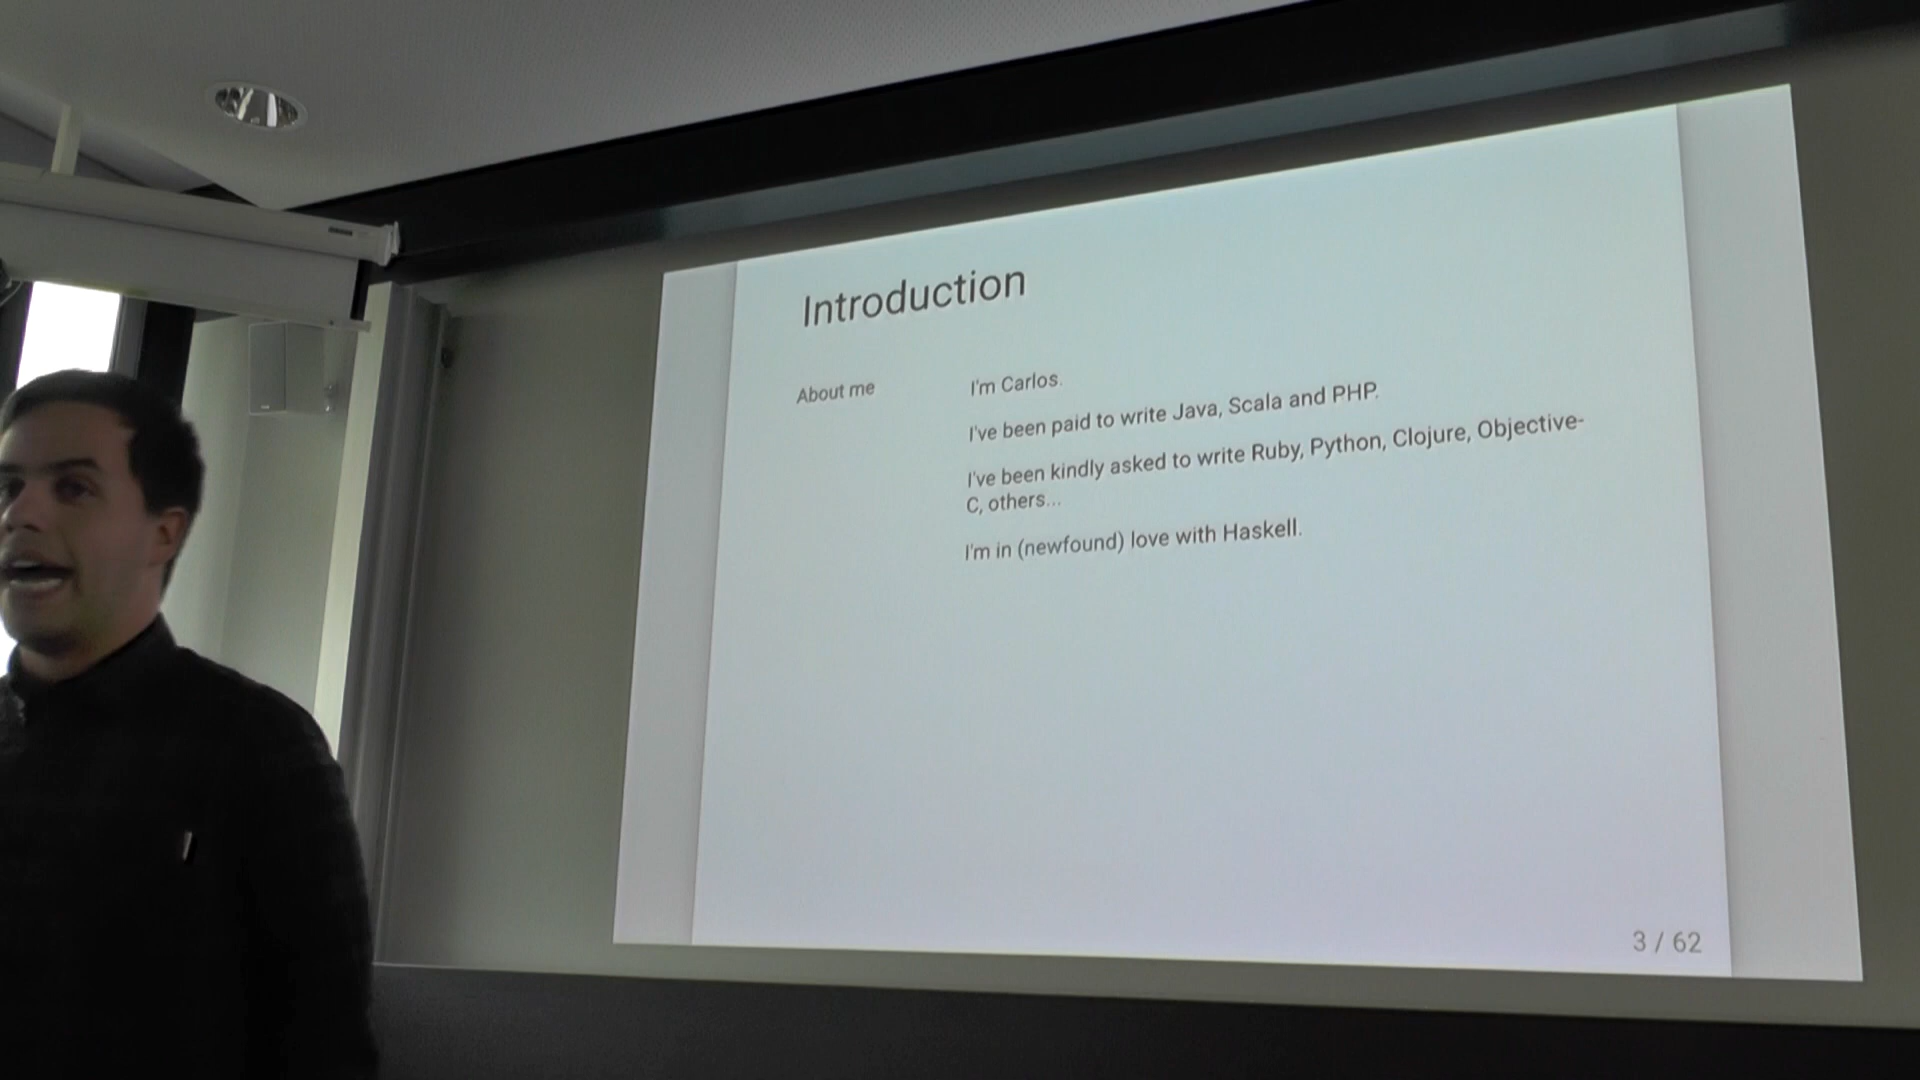 Introduction
About me
I'm Carlos.
I've been paid to write Java, Scala and PHP.
I've been kindly asked to write Ruby, Python, Clojure, Objective-
C, others...
I'm in (newfound) love with Haskell.
3 / 62